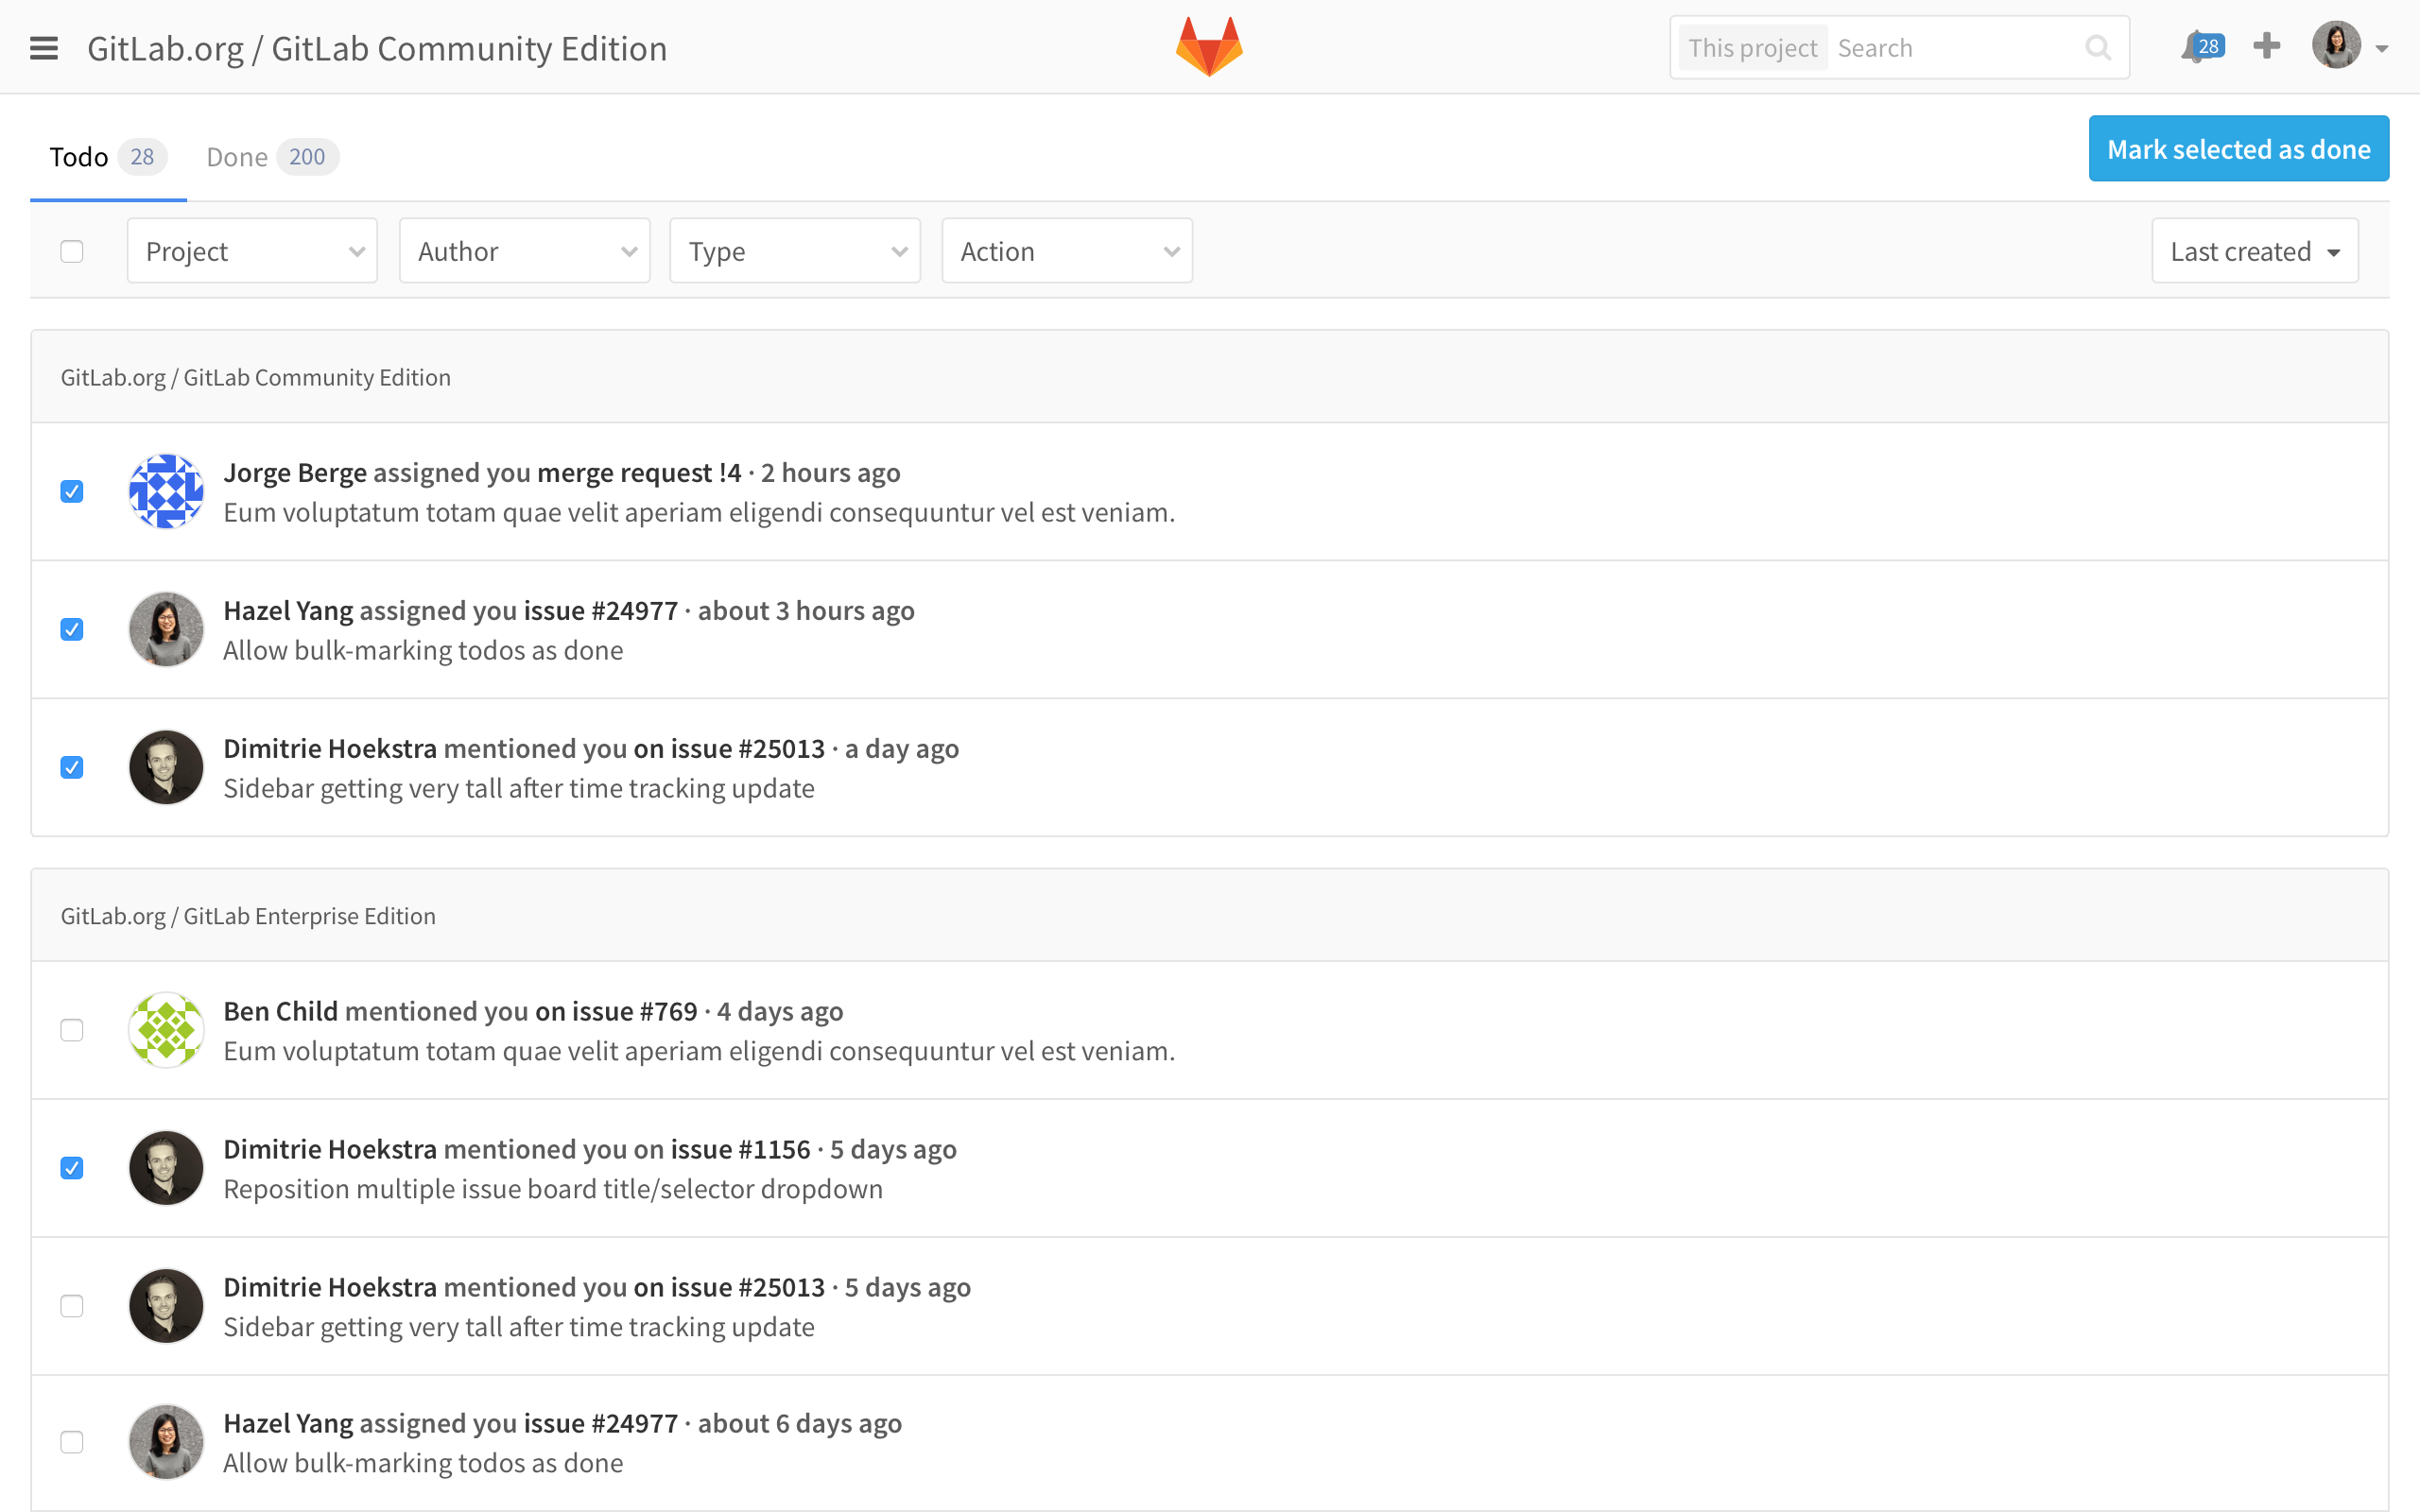 GitLab.org / GitLab Community Edition
This project Search
28
Todo 28 Done 200
Mark selected as done
Project Author Type Action Last created
GitLab.org / GitLab Community Edition
Jorge Berge assigned you merge request !4 · 2 hours ago
Eum voluptatum totam quae velit aperiam eligendi consequuntur vel est veniam.
Hazel Yang assigned you issue #24977 · about 3 hours ago
Allow bulk-marking todos as done
Dimitrie Hoekstra mentioned you on issue #25013 · a day ago
Sidebar getting very tall after time tracking update
GitLab.org / GitLab Enterprise Edition
Ben Child mentioned you on issue #769 · 4 days ago
Eum voluptatum totam quae velit aperiam eligendi consequuntur vel est veniam.
Dimitrie Hoekstra mentioned you on issue #1156 · 5 days ago
Reposition multiple issue board title/selector dropdown
Dimitrie Hoekstra mentioned you on issue #25013 · 5 days ago
Sidebar getting very tall after time tracking update
Hazel Yang assigned you issue #24977 · about 6 days ago
Allow bulk-marking todos as done